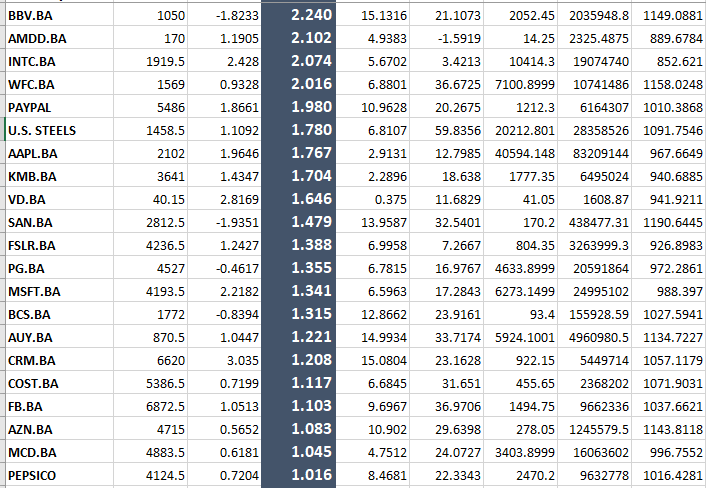 BBV.BA 1050 -1.8233 2.240 15.1316 21.1073 2052.45 2035948.8 1149.0881
AMDD.BA 170 1.1905 2.102 4.9383 -1.5919 14.25 2325.4875 889.6784
INTC.BA 1919.5 2.428 2.074 5.6702 3.4213 10414.3 19074740 852.621
WFC.BA 1569 0.9328 2.016 6.8801 36.6725 7100.8999 10741486 1158.0248
PAYPAL 5486 1.8661 1.980 10.9628 20.2675 1212.3 6164307 1010.3868
U.S. STEELS 1458.5 1.1092 1.780 6.8107 59.8356 20212.801 28358526 1091.7546
AAPL.BA 2102 1.9646 1.767 2.9131 12.7985 40594.148 83209144 967.6649
KMB.BA 3641 1.4347 1.704 2.2896 18.638 1777.35 6495024 940.6885
VD.BA 40.15 2.8169 1.646 0.375 11.6829 41.05 1608.87 941.9211
SAN.BA 2812.5 -1.9351 1.479 13.9587 32.5401 170.2 438477.31 1190.6445
FSLR.BA 4236.5 1.2427 1.388 6.9958 7.2667 804.35 3263999.3 926.8983
PG.BA 4527 -0.4617 1.355 6.7815 16.9767 4633.8999 20591864 972.2861
MSFT.BA 4193.5 2.2182 1.341 6.5963 17.2843 6273.1499 24995102 988.397
BCS.BA 1772 -0.8394 1.315 12.8662 23.9161 93.4 155928.59 1027.5941
AUY.BA 870.5 1.0447 1.221 14.9934 33.7174 5924.1001 4960980.5 1134.7227
CRM.BA 6620 3.035 1.208 15.0804 23.1628 922.15 5449714 1057.1179
COST.BA 5386.5 0.7199 1.117 6.6845 31.651 455.65 2368202 1071.9031
FB.BA 6872.5 1.0513 1.103 9.6967 36.9706 1494.75 9662336 1037.6621
AZN.BA 4715 0.5652 1.083 10.902 29.6398 278.05 1245579.5 1143.8118
MCD.BA 4883.5 0.6181 1.045 4.7512 24.0727 3403.8999 16063602 996.7552
PEPSICO 4124.5 0.7204 1.016 8.4681 22.3343 2470.2 9632778 1016.4281